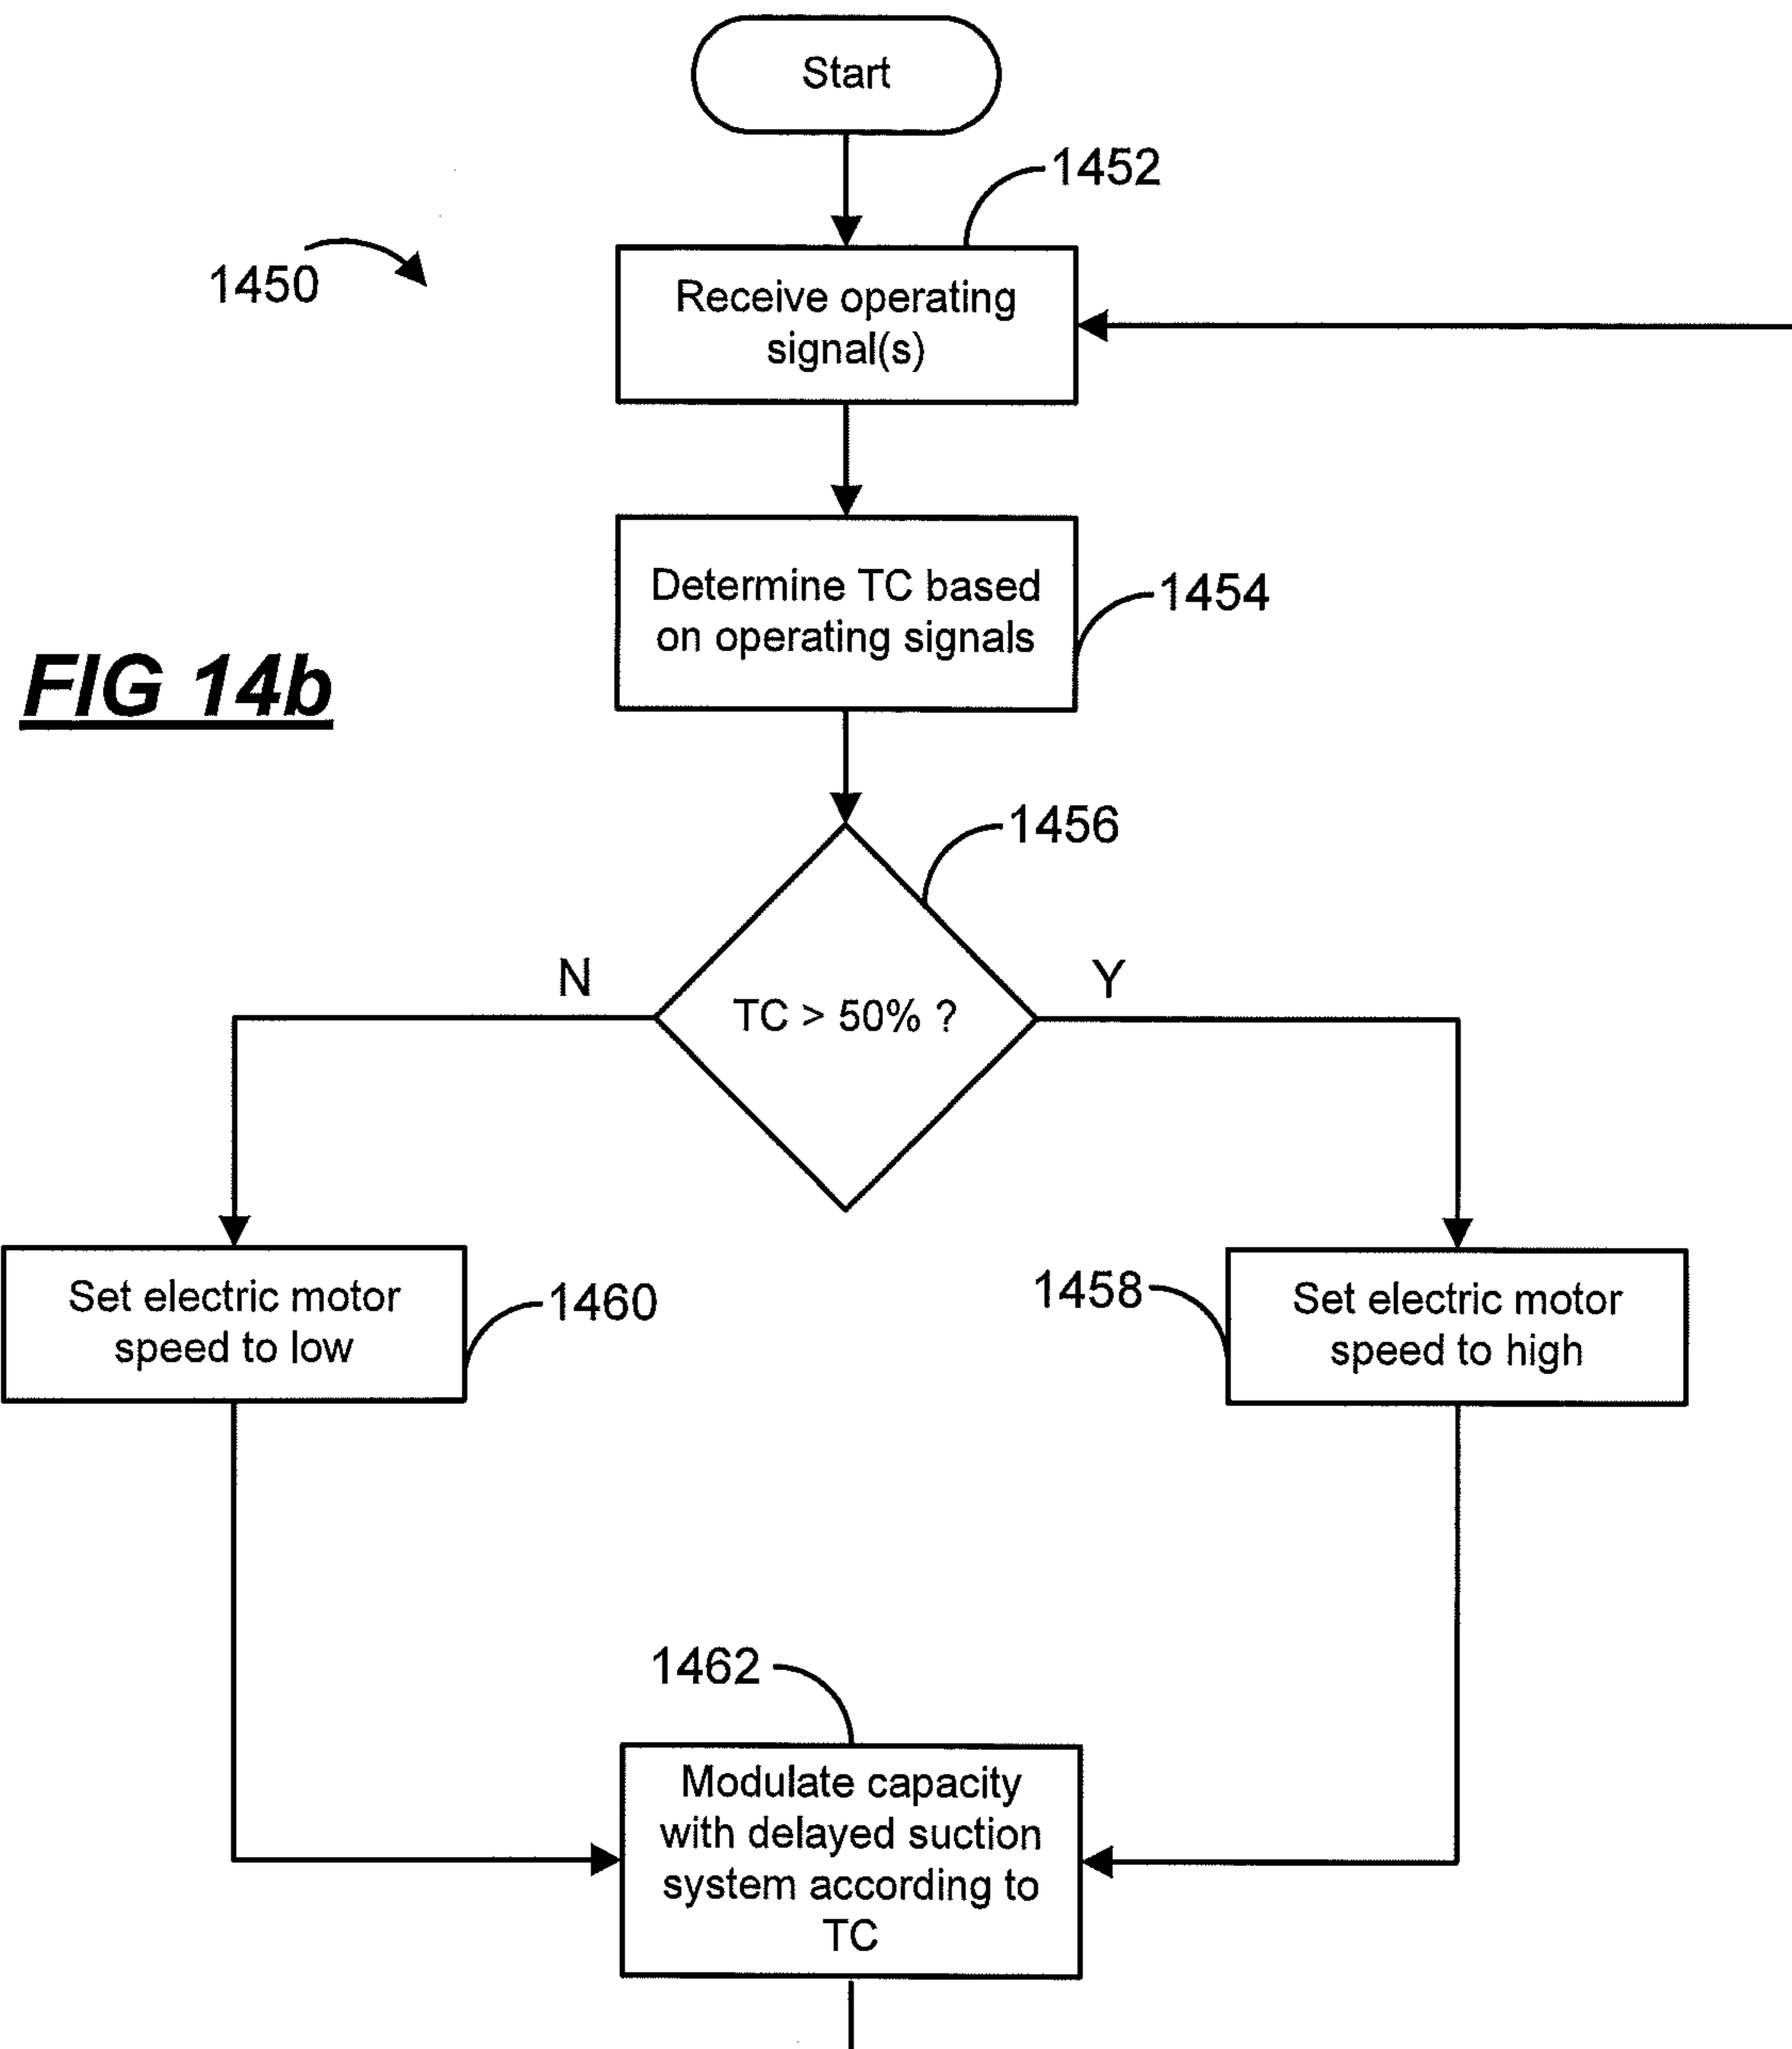 Start
1452
1450
Receive operating
signal(s)
Determine TC based
on operating signals
1454
FIG 14b
1456
N
Y
TC > 50% ?
Set electric motor
speed to low
1460
1458
Set electric motor
speed to high
1462
Modulate capacity
with delayed suction
system according to
TC